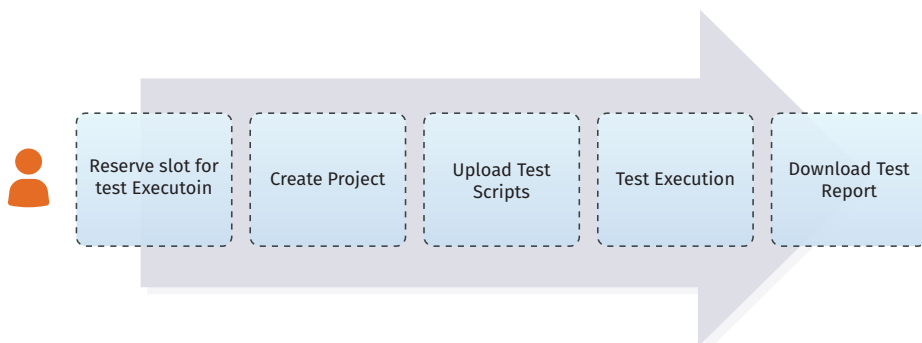 Reserve slot for
test Executoin
Create Project
Upload Test
Scripts
Test Execution
Download Test
Report